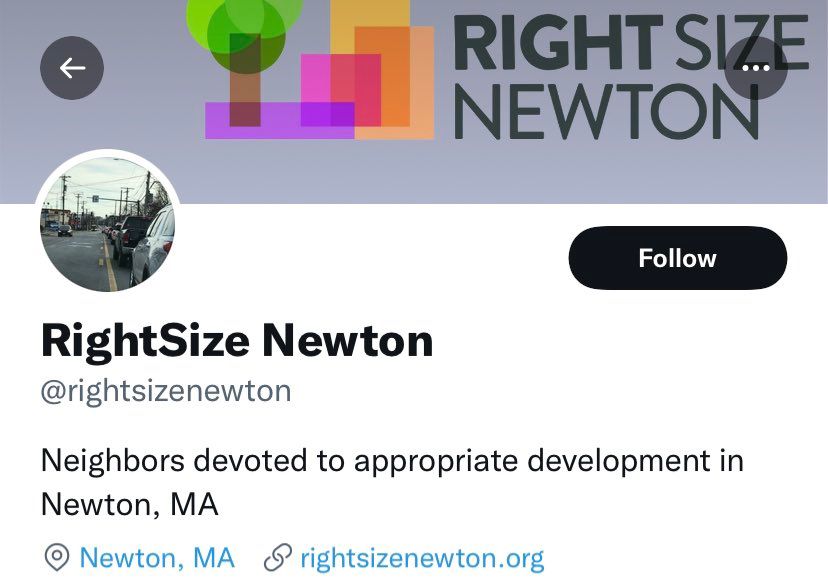 RIGHT SIZE
NEWTON
Follow
RightSize Newton
@rightsizenewton
Neighbors devoted to appropriate development in
Newton, MA
Newton, MA rightsizenewton.org